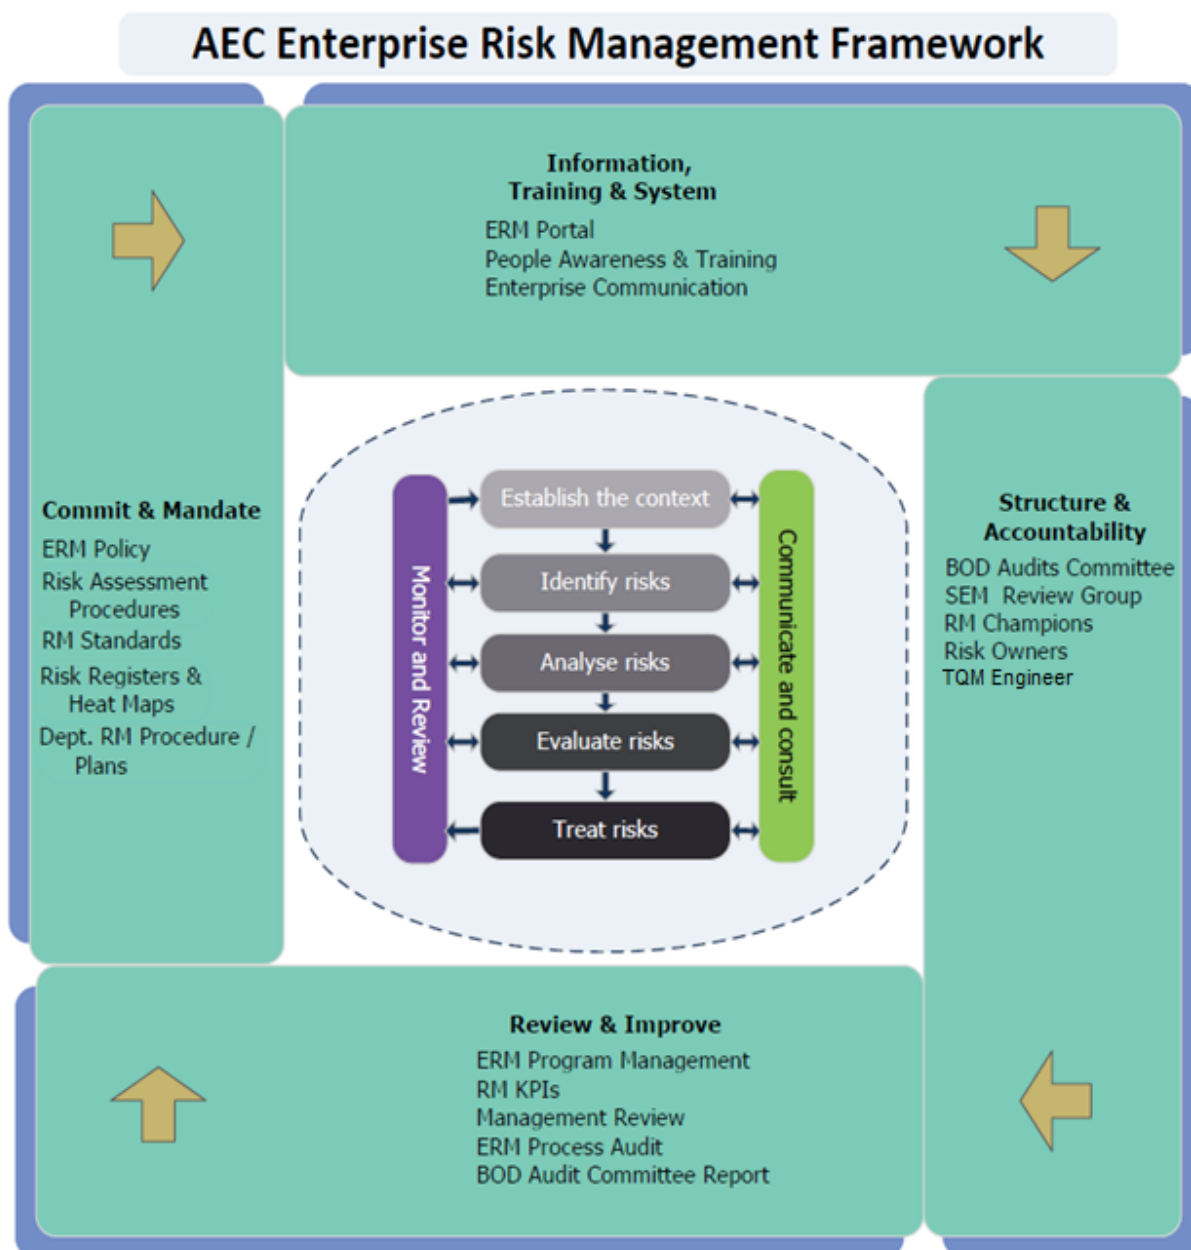 AEC Enterprise Risk Management Framework
Information,
Training & System
ERM Portal
People Awareness & Training
Enterprise Communication
Commit & Mandate
ERM Policy
Risk Assessment
Procedures
RM Standards
Risk Registers &
Heat Maps
Dept. RM Procedure /
Plans
Monitor and Review
Establish the context
Identify risks
Analyse risks
Evaluate risks
Treat risks
Communicate and consult
Structure &
Accountability
BOD Audits Committee
SEM Review Group
RM Champions
Risk Owners
TQM Engineer
Review & Improve
ERM Program Management
RM KPIs
Management Review
ERM Process Audit
BOD Audit Committee Report